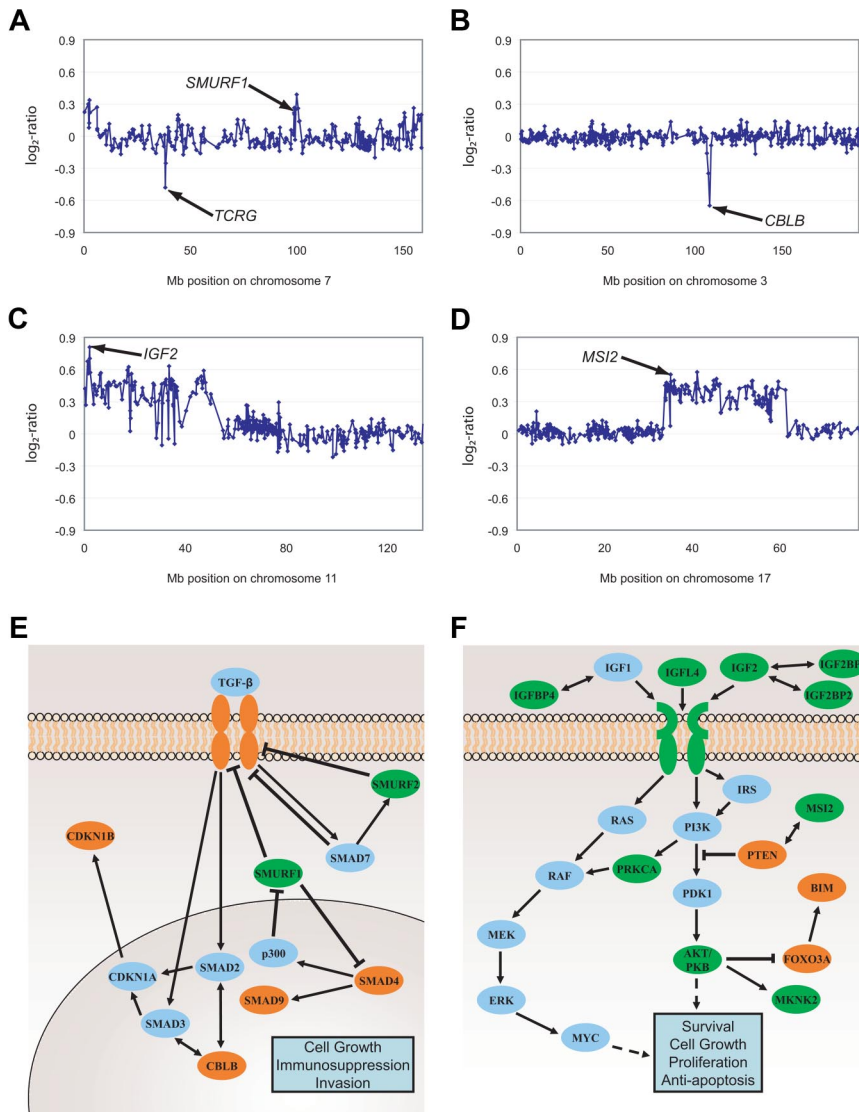 A
0.9
0.6
0.3
0
-0.3
-0.6
-0.9
log2-ratio
SMURF1
TCRG
0
50
100
150
Mb position on chromosome 7
B
0.9
0.6
0.3
0
-0.3
-0.6
-0.9
log2-ratio
CBLB
0
50
100
150
Mb position on chromosome 3
C
0.9
0.6
0.3
0
-0.3
-0.6
-0.9
log2-ratio
IGF2
0
40
80
120
Mb position on chromosome 11
D
0.9
0.6
0.3
0
-0.3
-0.6
-0.9
log2-ratio
MSI2
0
20
40
60
Mb position on chromosome 17
E
TGF-β
SMURF2
CDKN1B
SMAD7
SMURF1
p300
CDKN1A
SMAD2
SMAD4
SMAD9
SMAD3
CBLB
Cell Growth
Immunosuppression
Invasion
F
IGF1
IGFL4
IGF2
IGF2BP
IGFBP4
IGF2BP2
IRS
RAS
PI3K
MSI2
PTEN
RAF
PRKCA
PDK1
BIM
MEK
AKT/
PKB
FOXO3A
ERK
MKNK2
MYC
Survival
Cell Growth
Proliferation
Anti-apoptosis